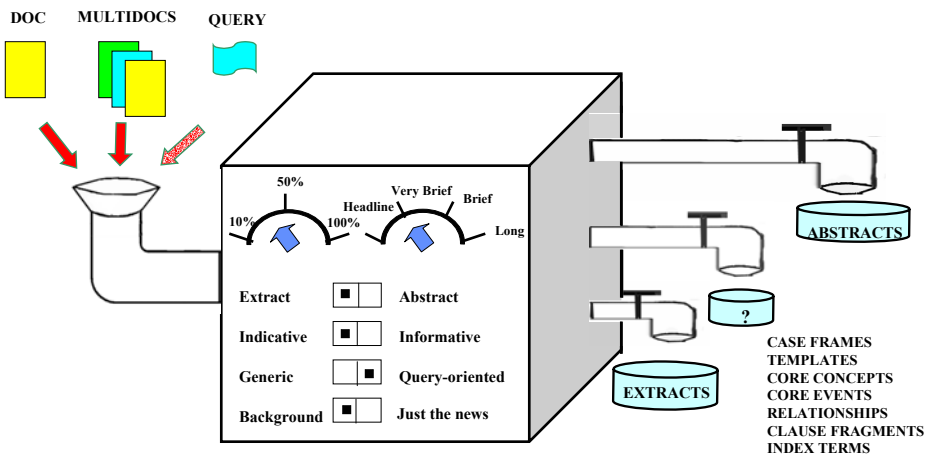 DOC MULTIDOCS QUERY
50%
Very Brief
Headline
Brief
10%
100%
Long
ABSTRACTS
Extract Abstract
?
Indicative Informative
CASE FRAMES
TEMPLATES
Generic Query-oriented
CORE CONCEPTS
EXTRACTS
CORE EVENTS
Background Just the news
RELATIONSHIPS
CLAUSE FRAGMENTS
INDEX TERMS